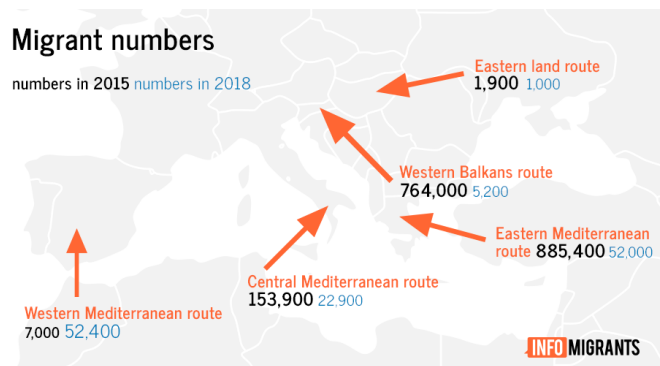 Migrant numbers
numbers in 2015 numbers in 2018
Eastern land route
1,900 1,000
Western Balkans route
764,000 5,200
Eastern Mediterranean
route 885,400 52,000
Central Mediterranean route
153,900 22,900
Western Mediterranean route
7,000 52,400
INFO MIGRANTS